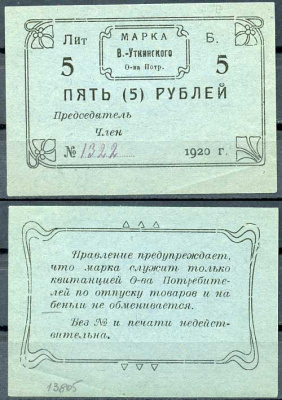 Лит МАРКА Б.
В.-Уткинского
5 О-ва Потр. 5
ПЯТЬ (5) РУБЛЕЙ
Председатель
Член
№ 1322 1920 г.
Правление предупреждает,
что марка служит только
квитанцией О-ва Потребите-
лей по отпуску товаров и на
деньги не обменивается.
Без № и печати недейст-
вительна.
13805